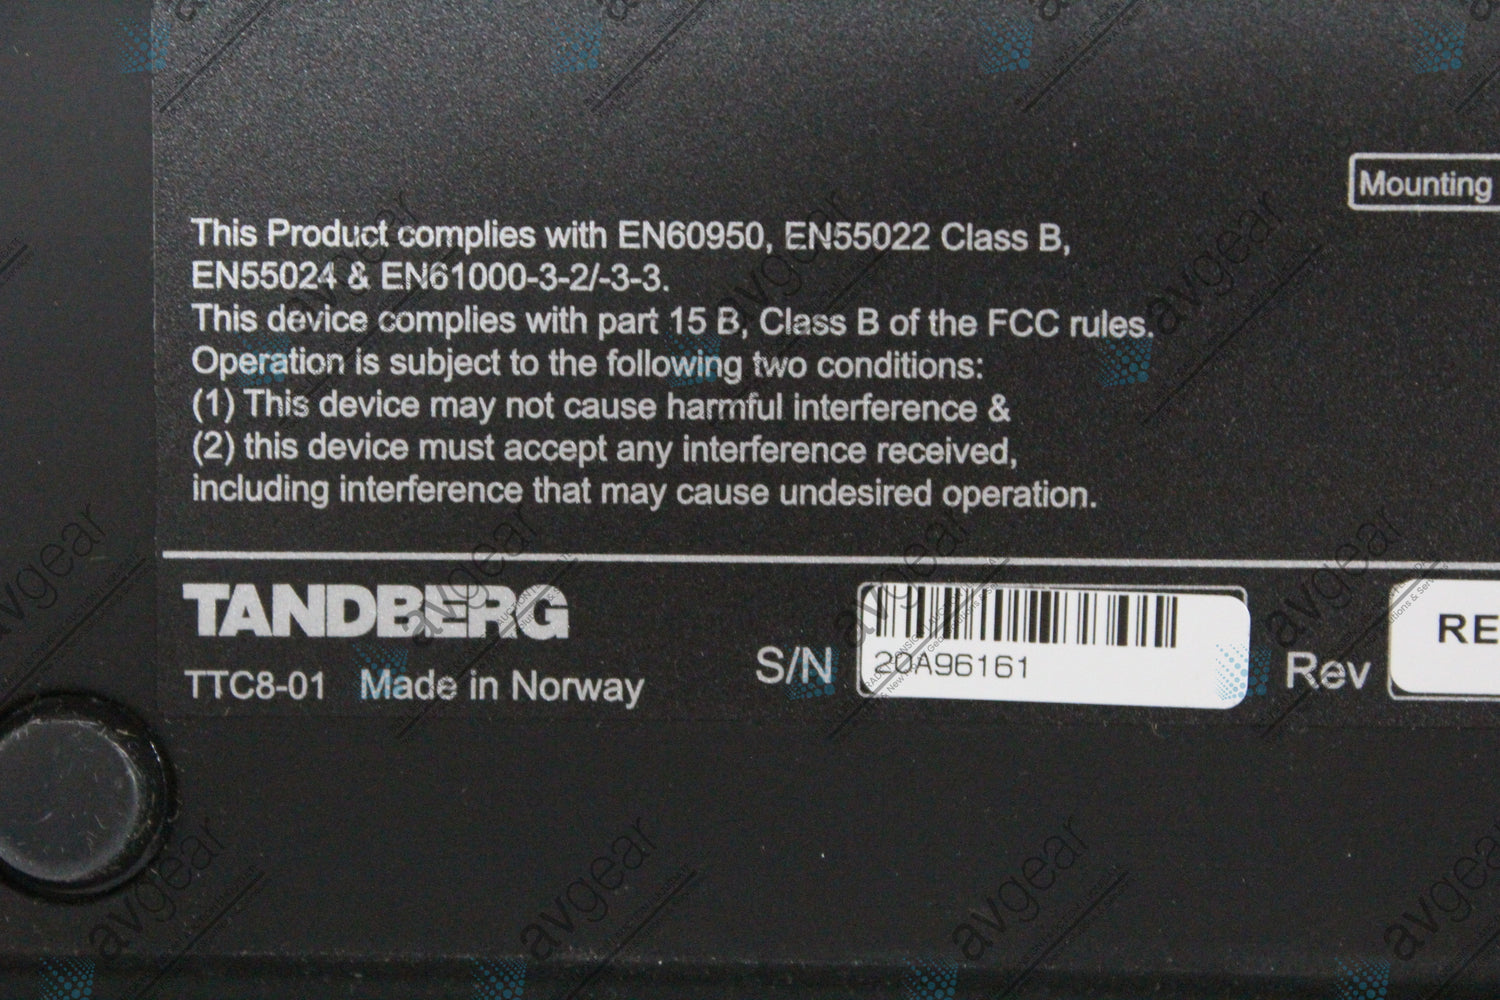 Mounting
This Product complies with EN60950, EN55022 Class B,
EN55024 & EN61000-3-2/-3-3.
This device complies with part 15 B, Class B of the FCC rules.
Operation is subject to the following two conditions:
(1) This device may not cause harmful interference &
(2) this device must accept any interference received,
including interference that may cause undesired operation.
TANDBERG
TTC8-01 Made in Norway
S/N
20A96161
Rev
RE
avgear